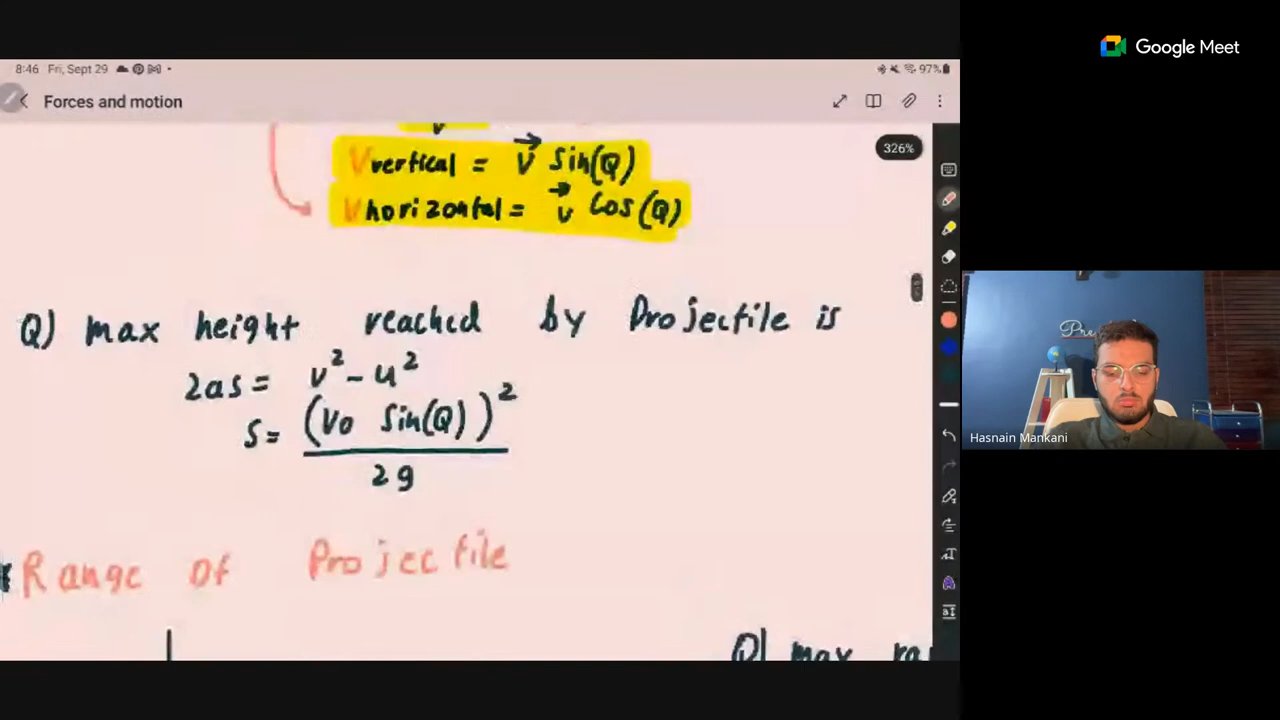 Google Meet
8:46 Fri, Sept 29
97%
Forces and motion
326%
Vvertical = v Sin(Q)
Vhorizontal = v Cos(Q)
Q) max height reached by Projectile is
2as = v² - u²
S = (Vo Sin(Q))²
2g
Range of Projectile
Q) max
Hasnain Mankani